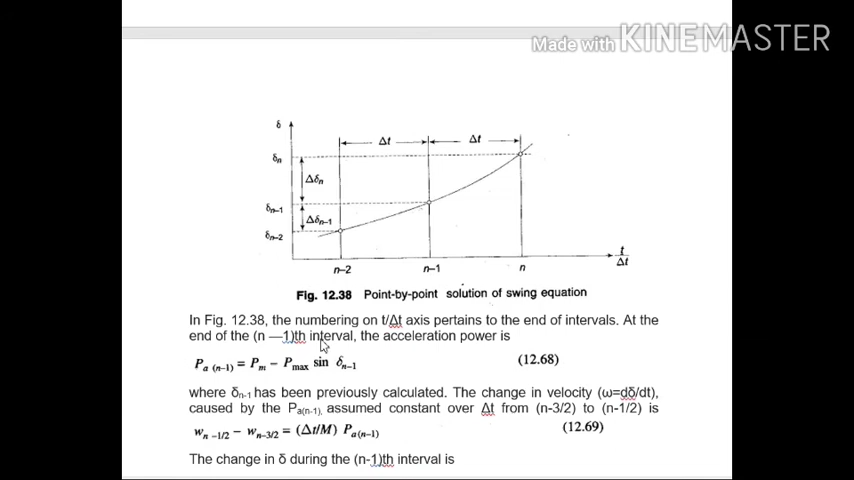 Made with KINEMASTER
δ
Δt Δt
δn
Δδn
δn–1
Δδn–1
δn–2
n–2 n–1 n
t
Δt
Fig. 12.38 Point-by-point solution of swing equation
In Fig. 12.38, the numbering on t/Δt axis pertains to the end of intervals. At the
end of the (n —1)th interval, the acceleration power is
Pa (n–1) = Pm – Pmax sin δn–1 (12.68)
where δn-1 has been previously calculated. The change in velocity (ω=dδ/dt),
caused by the Pa(n-1), assumed constant over Δt from (n-3/2) to (n-1/2) is
wn –1/2 – wn–3/2 = (Δt/M) Pa(n–1) (12.69)
The change in δ during the (n-1)th interval is